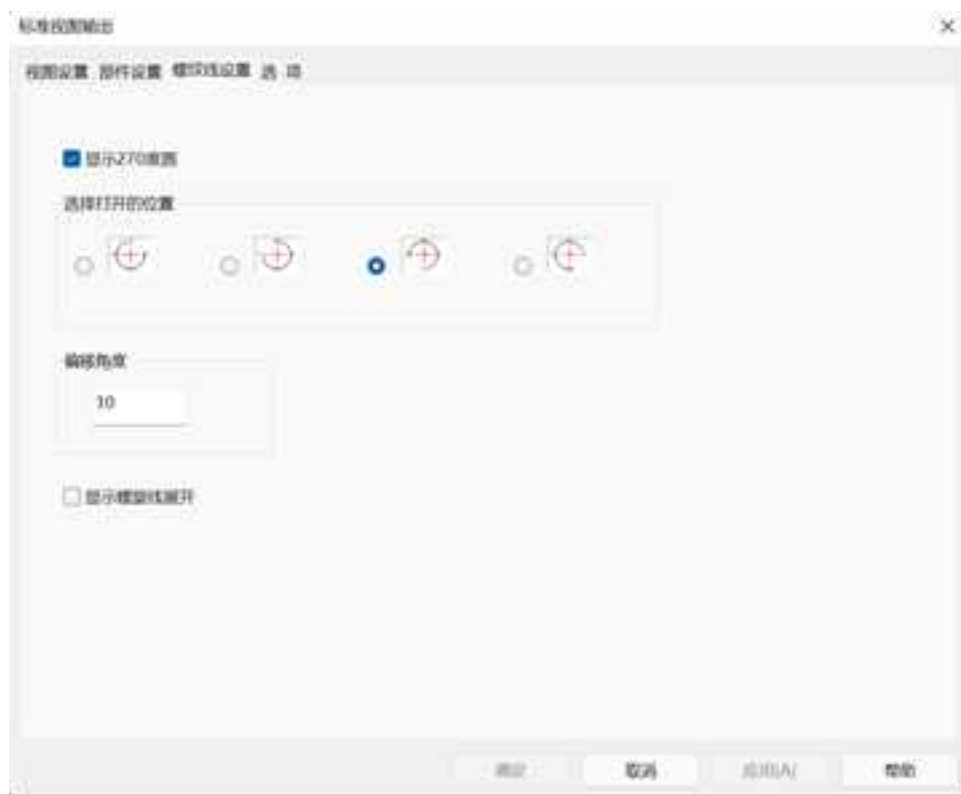 标准视图输出
视图设置 部件设置 螺纹线设置 选 项
显示270度圆
选择打开的位置
偏移角度
10
显示螺旋线展开
确定 取消 应用(A) 帮助